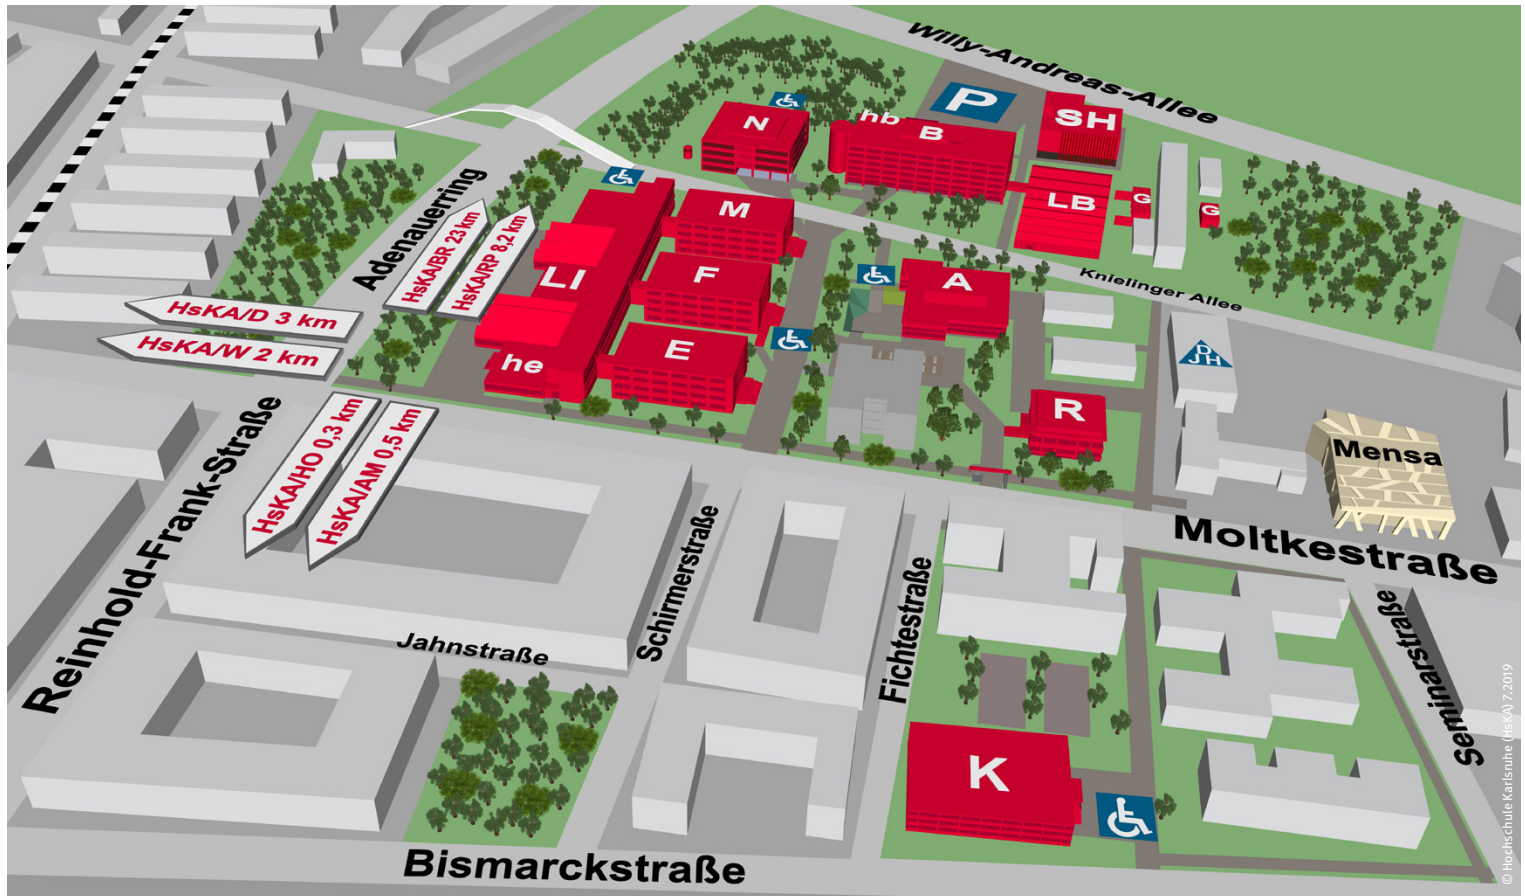 Willy-Andreas-Allee
P
SH
hb
B
N
G
LB
G
M
Adenauerring
HsKA/BR 23 km
HsKA/RP 8,2 km
LI
F
A
Knielinger Allee
HsKA/D 3 km
HsKA/W 2 km
he
E
D
JH
R
Mensa
HsKA/HO 0,3 km
HsKA/AM 0,5 km
Reinhold-Frank-Straße
Moltkestraße
Schirmerstraße
Fichtestraße
Jahnstraße
Seminarstraße
K
Bismarckstraße
© Hochschule Karlsruhe (HsKA) 7.2019